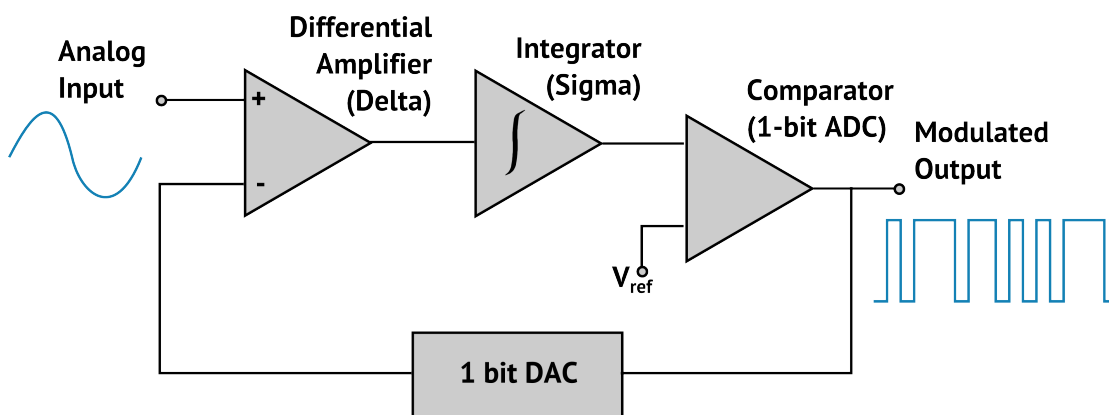 Analog
Input
Differential
Amplifier
(Delta)
Integrator
(Sigma)
Comparator
(1-bit ADC)
Modulated
Output
+
-
∫
Vref
1 bit DAC